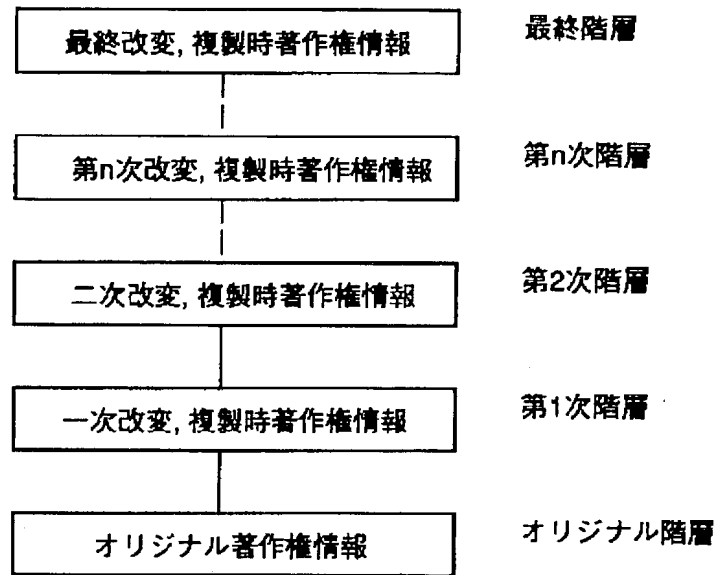 最終改変, 複製時著作権情報 最終階層
第n次改変, 複製時著作権情報 第n次階層
二次改変, 複製時著作権情報 第2次階層
一次改変, 複製時著作権情報 第1次階層
オリジナル著作権情報 オリジナル階層